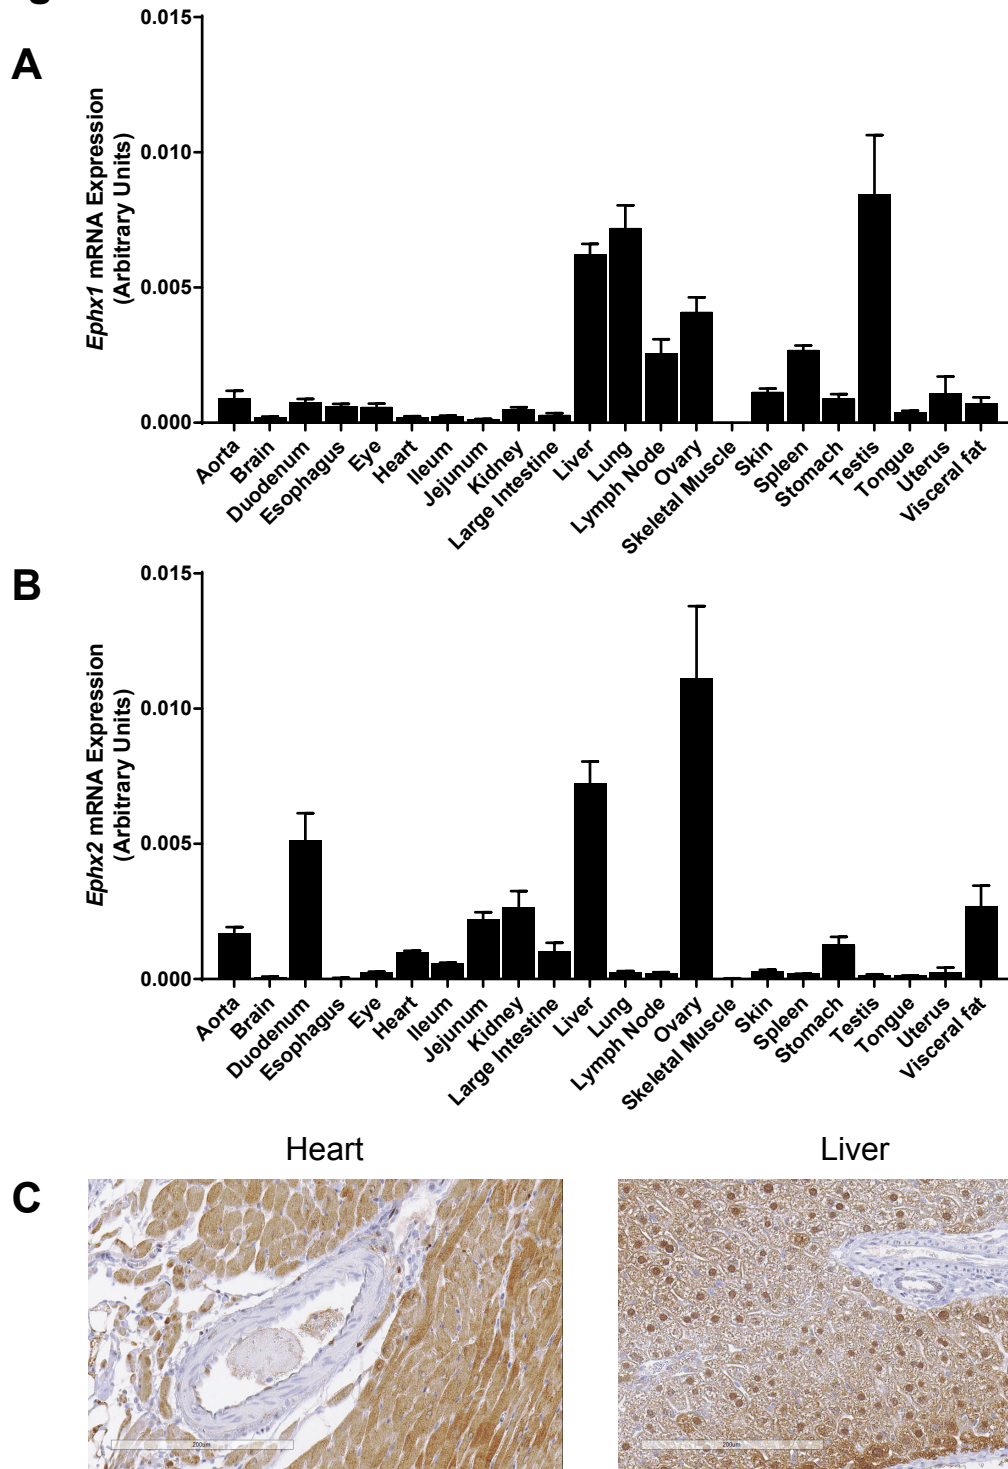 A
Ephx1 mRNA Expression
(Arbitrary Units)
0.015
0.010
0.005
0.000
Aorta
Brain
Duodenum
Esophagus
Eye
Heart
Ileum
Jejunum
Kidney
Large Intestine
Liver
Lung
Lymph Node
Ovary
Skeletal Muscle
Skin
Spleen
Stomach
Testis
Tongue
Uterus
Visceral fat
B
Ephx2 mRNA Expression
(Arbitrary Units)
0.015
0.010
0.005
0.000
Aorta
Brain
Duodenum
Esophagus
Eye
Heart
Ileum
Jejunum
Kidney
Large Intestine
Liver
Lung
Lymph Node
Ovary
Skeletal Muscle
Skin
Spleen
Stomach
Testis
Tongue
Uterus
Visceral fat
C
Heart
Liver
200um
200um